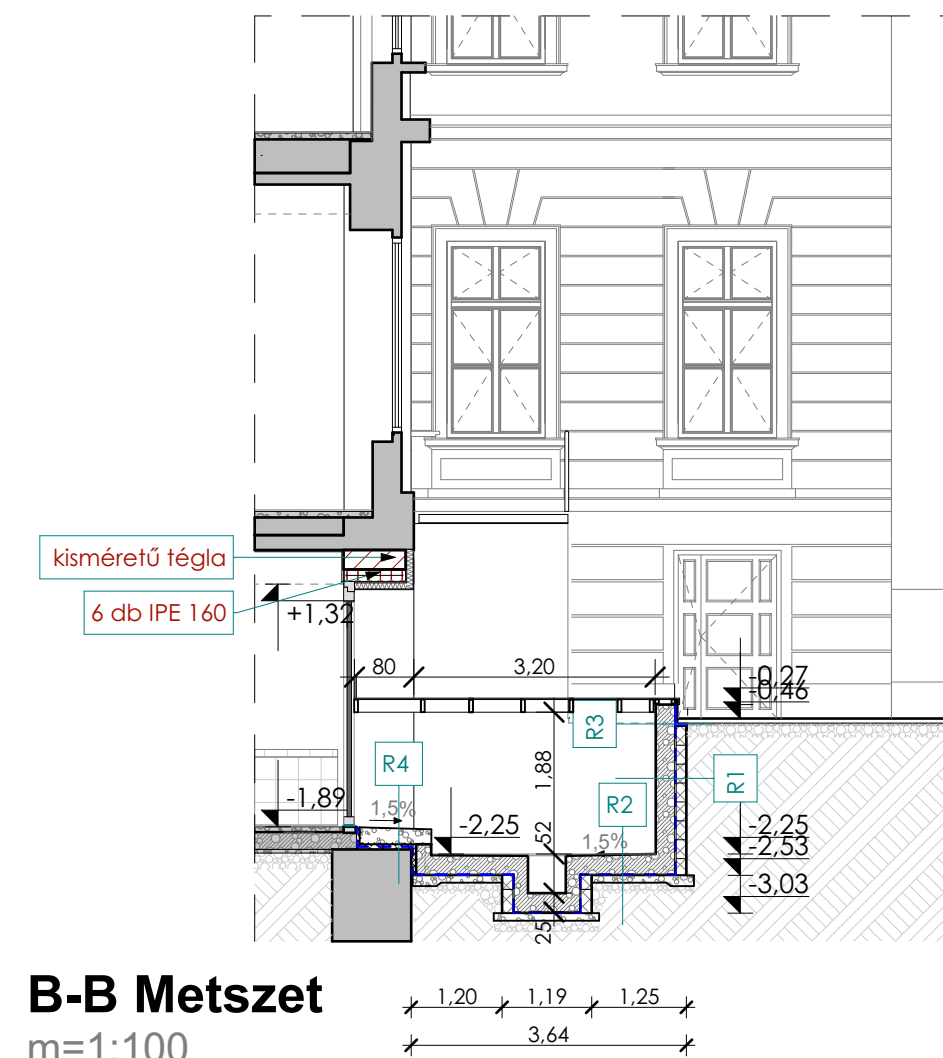 kisméretű tégla
6 db IPE 160
+1,32
80
3,20
-0,27
-0,46
R3
R4
1,88
R1
R2
-1,89
1,5%
-2,25
52
1,5%
-2,25
-2,53
-3,03
25
B-B Metszet
m=1:100
1,20
1,19
1,25
3,64